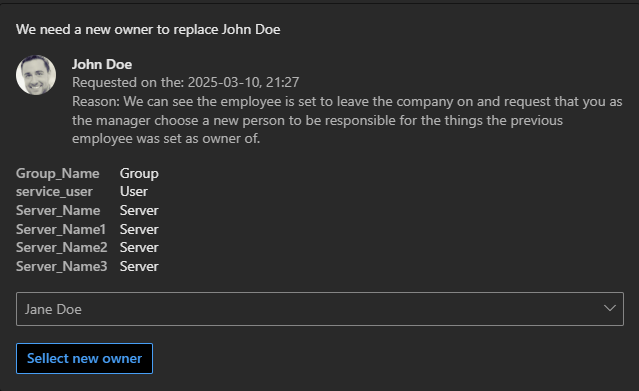 We need a new owner to replace John Doe
John Doe
Requested on the: 2025-03-10, 21:27
Reason: We can see the employee is set to leave the company on and request that you as
the manager choose a new person to be responsible for the things the previous
employee was set as owner of.
Group_Name Group
service_user User
Server_Name Server
Server_Name1 Server
Server_Name2 Server
Server_Name3 Server
Jane Doe
Sellect new owner